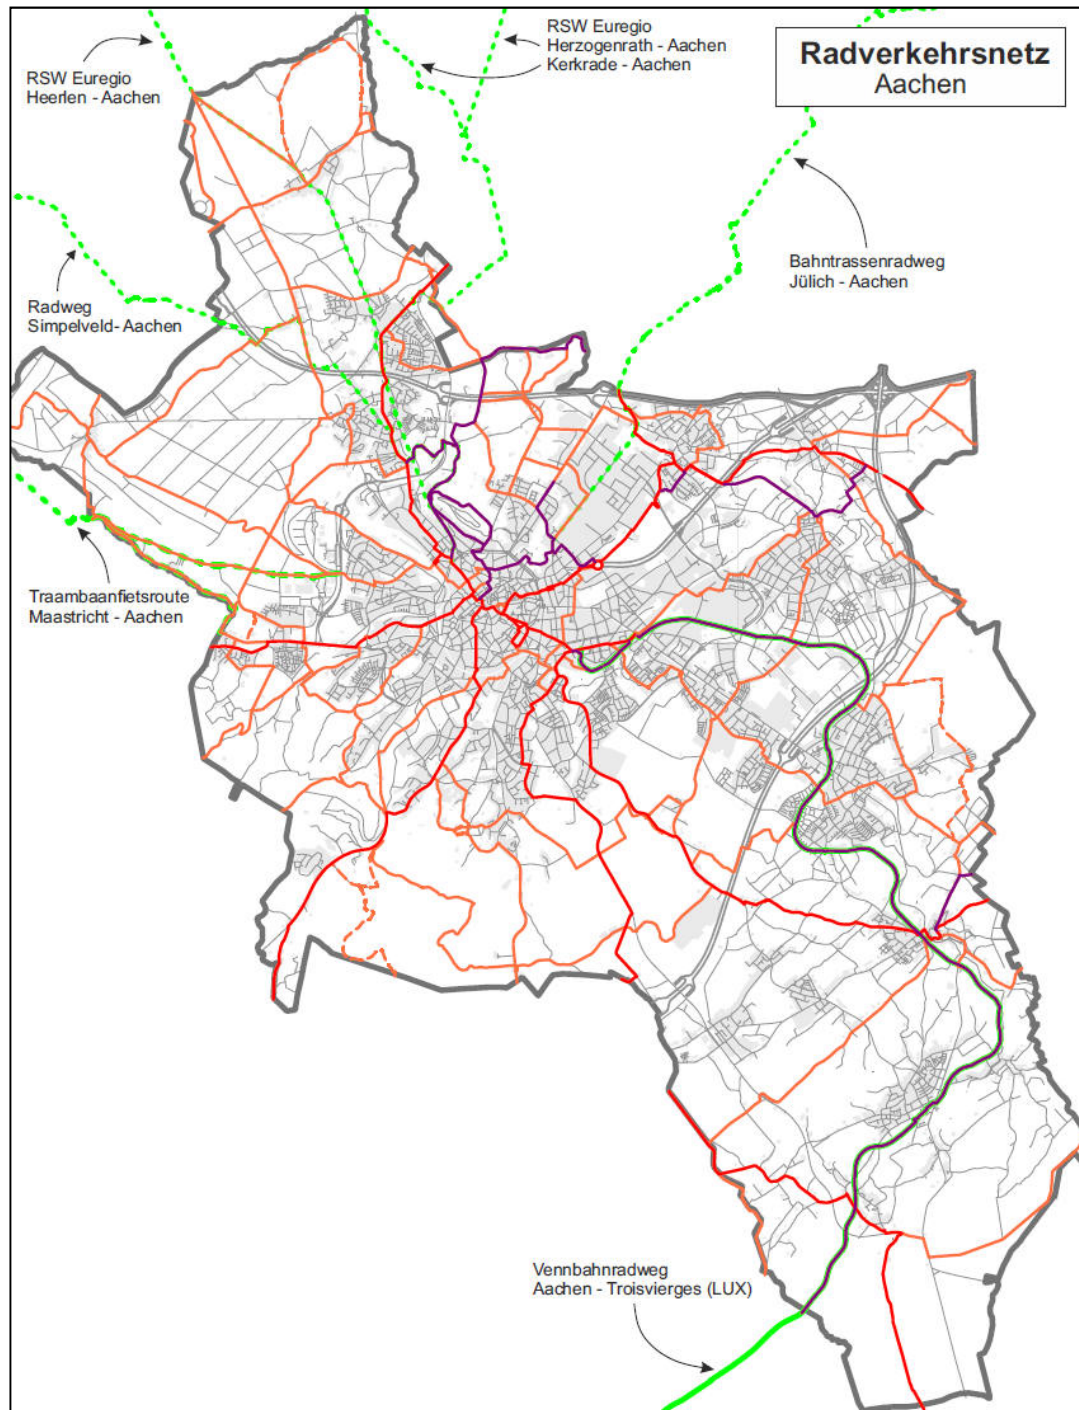 RSW Euregio
Heerlen - Aachen
RSW Euregio
Herzogenrath - Aachen
Kerkrade - Aachen
Radverkehrsnetz
Aachen
Bahntrassenradweg
Jülich - Aachen
Radweg
Simpelveld- Aachen
Traambaanfietsroute
Maastricht - Aachen
Vennbahnradweg
Aachen - Troisvierges (LUX)